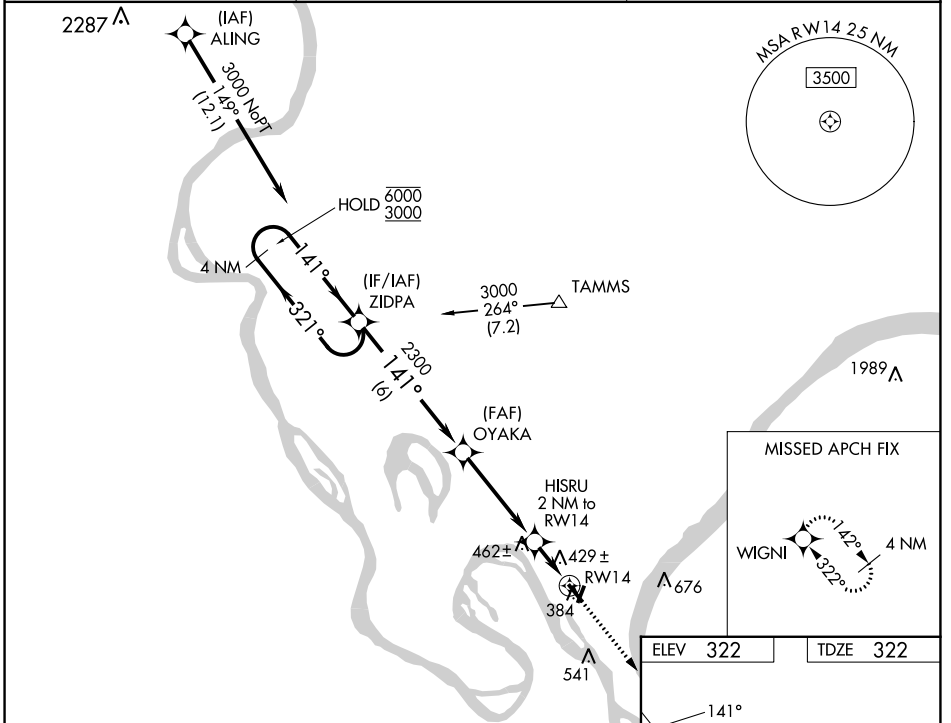 2287
(IAF)
ALING
3000 NoPT
149°
(12.1)
MSA RW14 25 NM
3500
HOLD 6000
3000
4 NM
141°
321°
(IF/IAF)
ZIDPA
3000
264°
(7.2)
TAMMS
2300
141°
(6)
1989
(FAF)
OYAKA
HISRU
2 NM to
RW14
462±
429 ±
RW14
384
676
541
MISSED APCH FIX
WIGNI
142°
322°
4 NM
ELEV 322
TDZE 322
141°